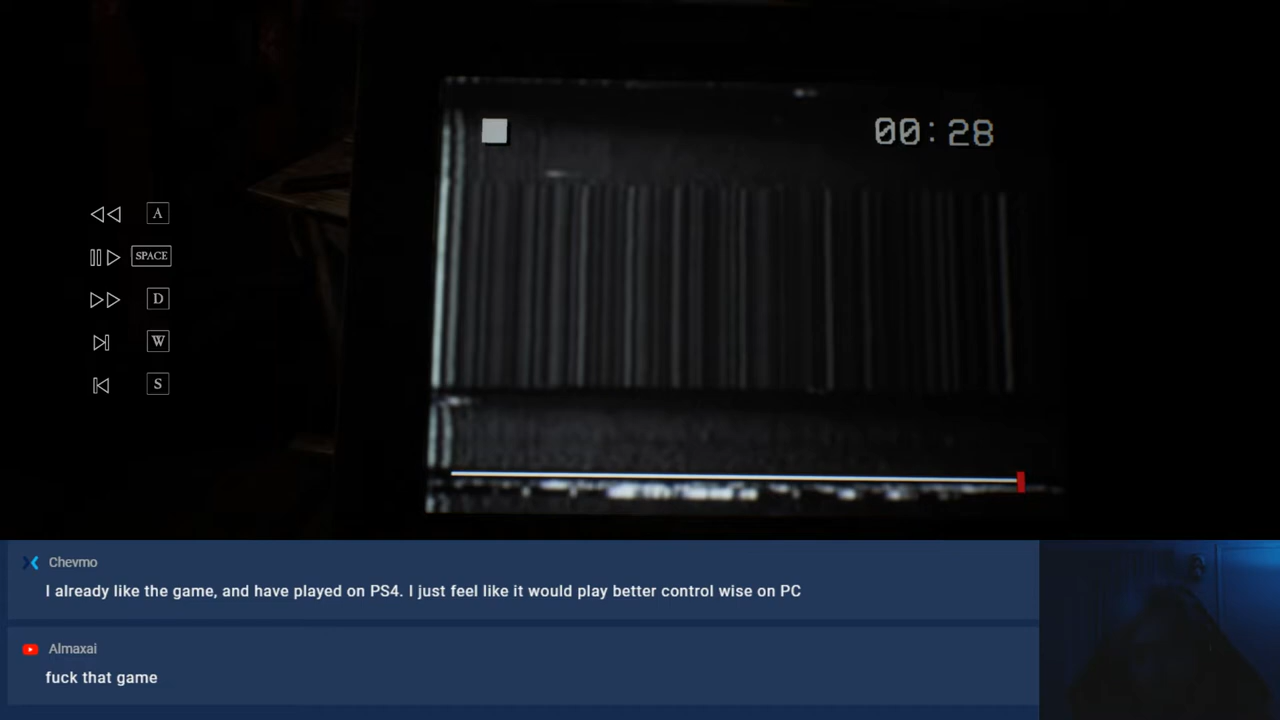 00:28
A
SPACE
D
W
S
Chevmo
I already like the game, and have played on PS4. I just feel like it would play better control wise on PC
Almaxai
fuck that game